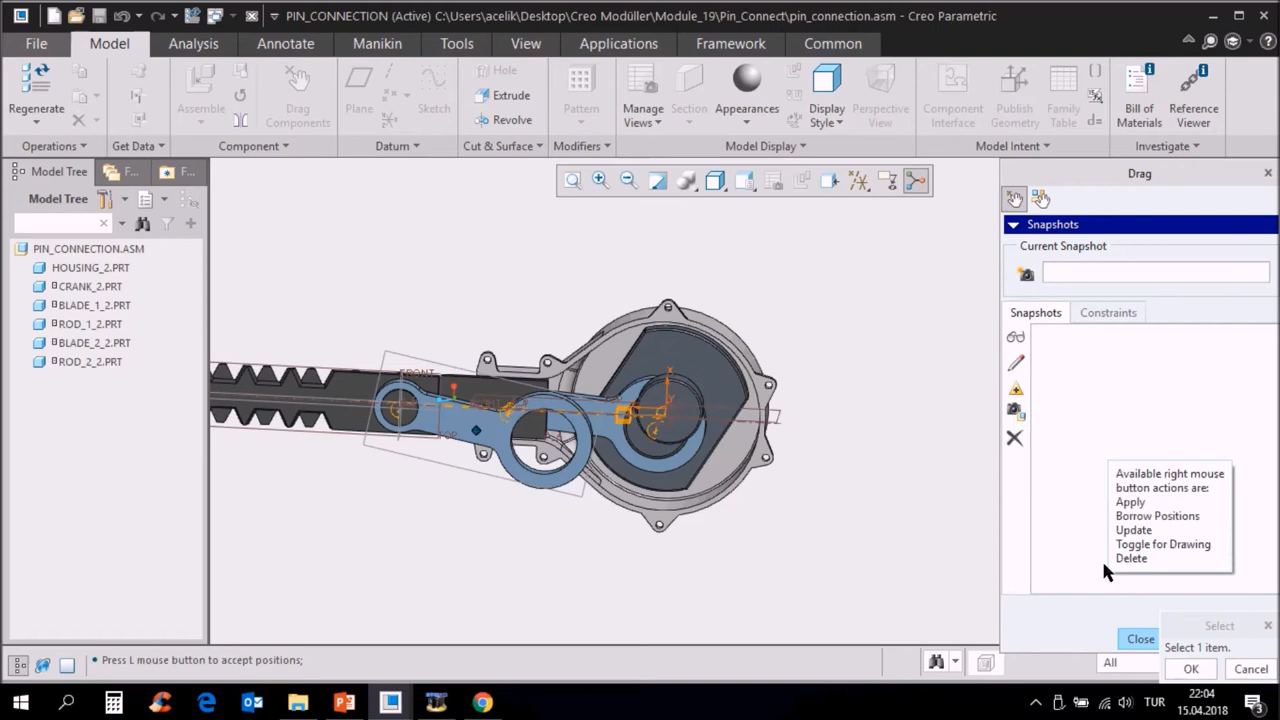 PIN_CONNECTION (Active) C:\Users\acelik\Desktop\Creo Modüller\Module_19\Pin_Connect\pin_connection.asm - Creo Parametric
File Model Analysis Annotate Manikin Tools View Applications Framework Common
Regenerate
Assemble
Drag Components
Plane
Sketch
Hole
Extrude
Revolve
Pattern
Manage Views
Section
Appearances
Display Style
Perspective View
Component Interface
Publish Geometry
Family Table
Bill of Materials
Reference Viewer
Operations Get Data Component Datum Cut & Surface Modifiers Model Display Model Intent Investigate
Model Tree F... F...
Model Tree
PIN_CONNECTION.ASM
HOUSING_2.PRT
CRANK_2.PRT
BLADE_1_2.PRT
ROD_1_2.PRT
BLADE_2_2.PRT
ROD_2_2.PRT
FRONT
TOP
X
Y
Drag
Snapshots
Current Snapshot
Snapshots Constraints
Available right mouse
button actions are:
Apply
Borrow Positions
Update
Toggle for Drawing
Delete
Close
Select
Select 1 item.
OK Cancel
All
Press L mouse button to accept positions;
TUR
22:04
15.04.2018
3